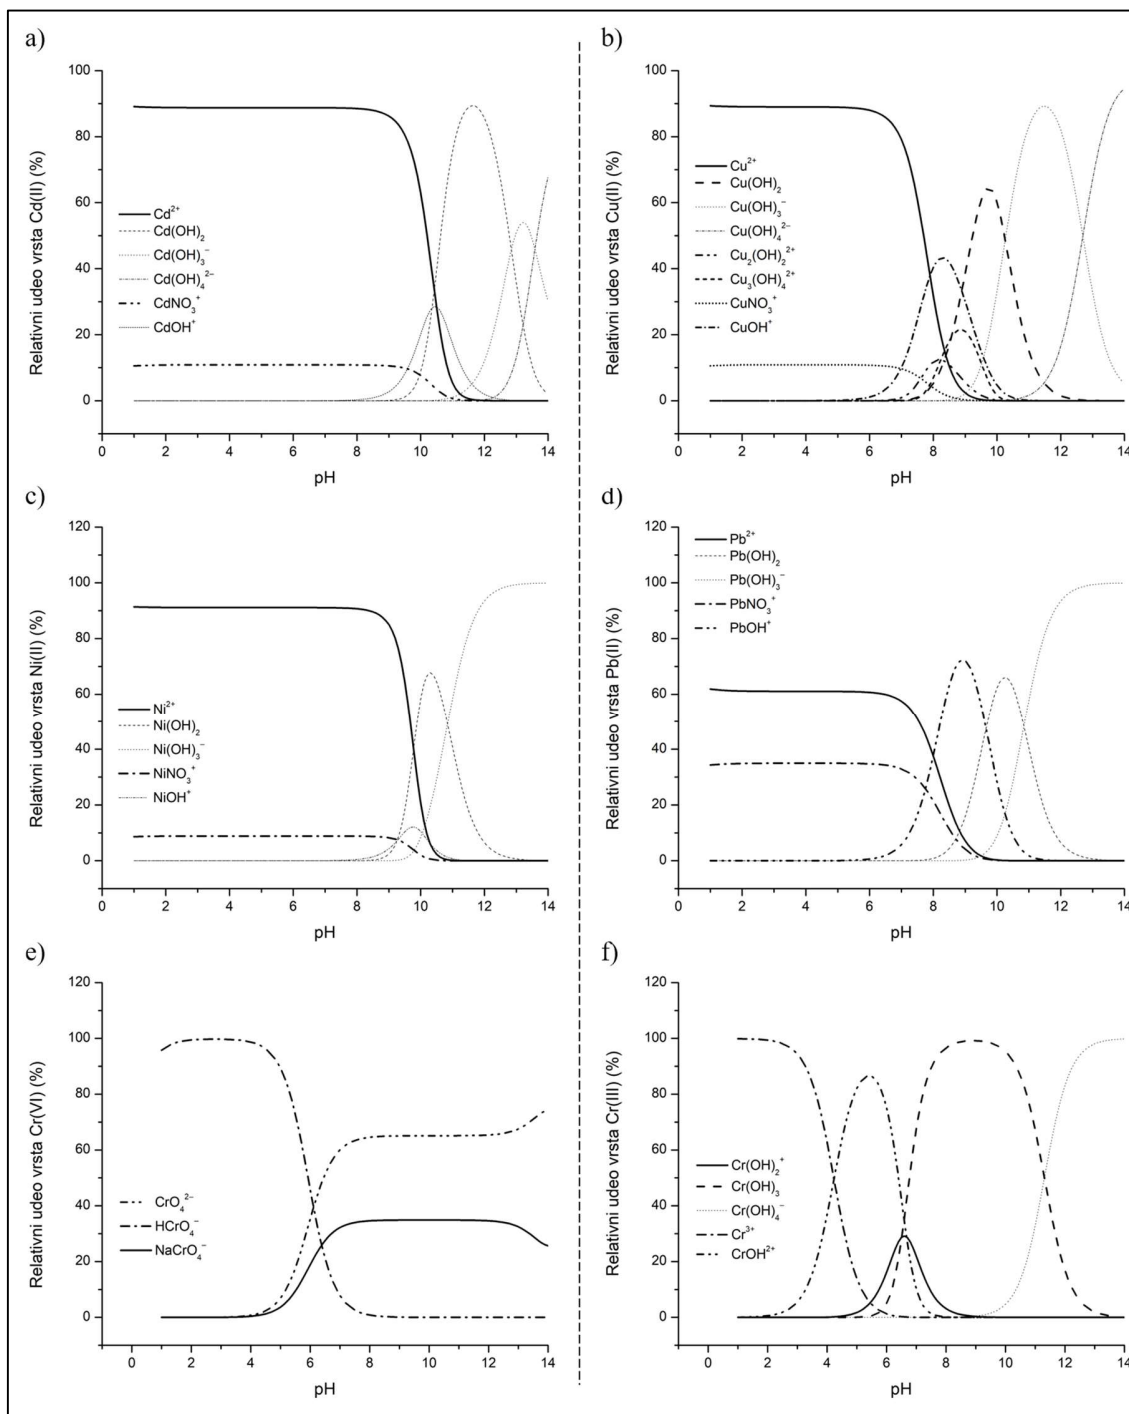 a)
Relativni udeo vrsta Cd(II) (%)
100
80
60
40
20
0
Cd²⁺
Cd(OH)₂
Cd(OH)₃⁻
Cd(OH)₄²⁻
CdNO₃⁺
CdOH⁺
0 2 4 6 8 10 12 14
pH
b)
Relativni udeo vrsta Cu(II) (%)
100
80
60
40
20
0
Cu²⁺
Cu(OH)₂
Cu(OH)₃⁻
Cu(OH)₄²⁻
Cu₂(OH)₂²⁺
Cu₃(OH)₄²⁺
CuNO₃⁺
CuOH⁺
0 2 4 6 8 10 12 14
pH
c)
Relativni udeo vrsta Ni(II) (%)
120
100
80
60
40
20
0
Ni²⁺
Ni(OH)₂
Ni(OH)₃⁻
NiNO₃⁺
NiOH⁺
0 2 4 6 8 10 12 14
pH
d)
Relativni udeo vrsta Pb(II) (%)
120
100
80
60
40
20
0
Pb²⁺
Pb(OH)₂
Pb(OH)₃⁻
PbNO₃⁺
PbOH⁺
0 2 4 6 8 10 12 14
pH
e)
Relativni udeo vrsta Cr(VI) (%)
120
100
80
60
40
20
0
CrO₄²⁻
HCrO₄⁻
NaCrO₄⁻
0 2 4 6 8 10 12 14
pH
f)
Relativni udeo vrsta Cr(III) (%)
120
100
80
60
40
20
0
Cr(OH)₂⁺
Cr(OH)₃
Cr(OH)₄⁻
Cr³⁺
CrOH²⁺
0 2 4 6 8 10 12 14
pH